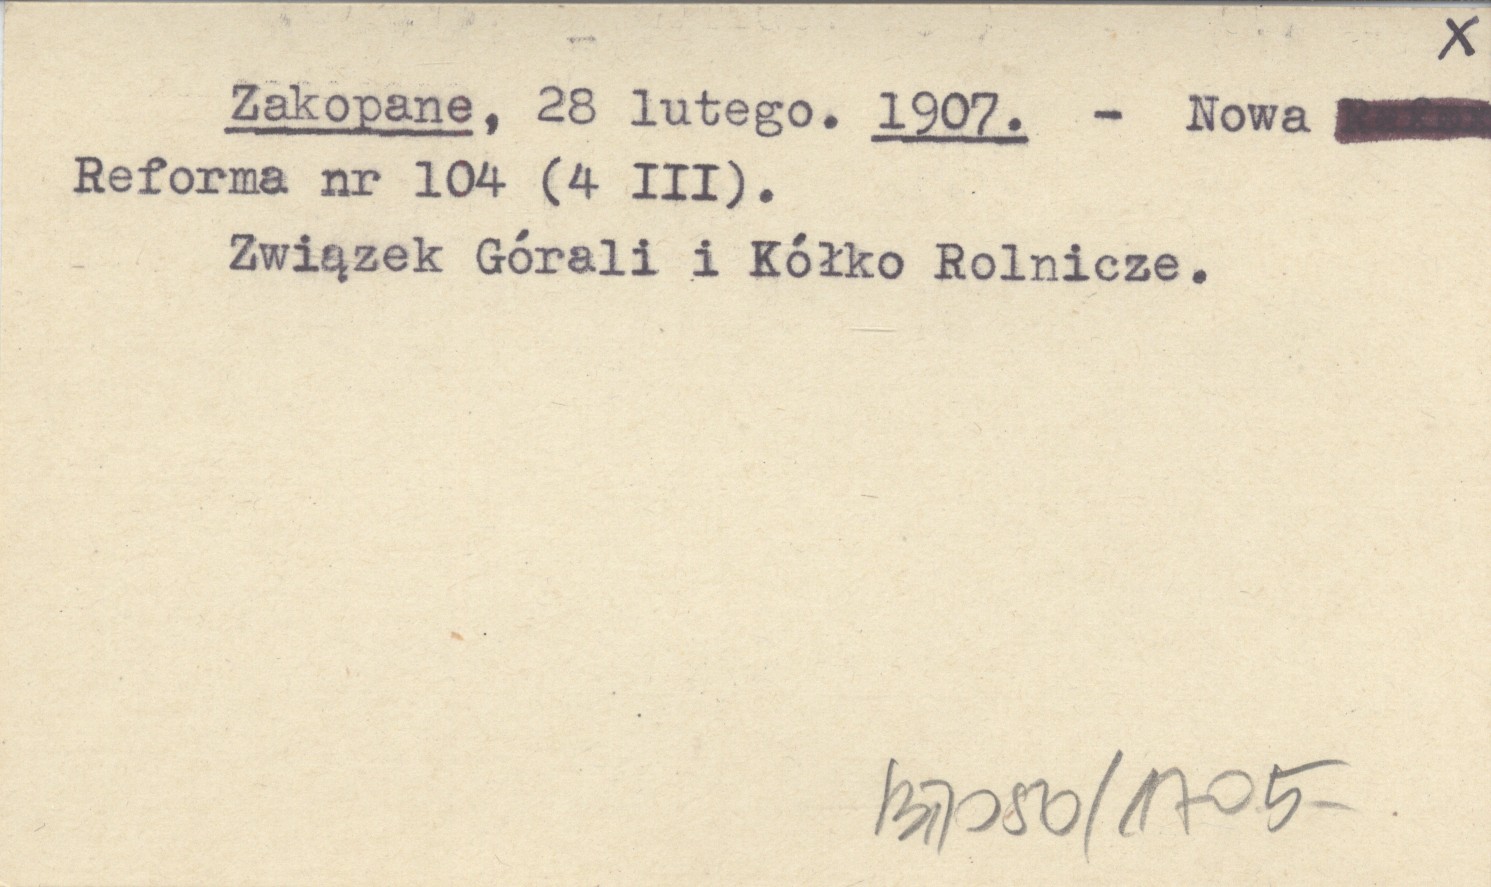 X
Zakopane, 28 lutego. 1907. - Nowa
Reforma nr 104 (4 III).
Związek Górali i Kółko Rolnicze.